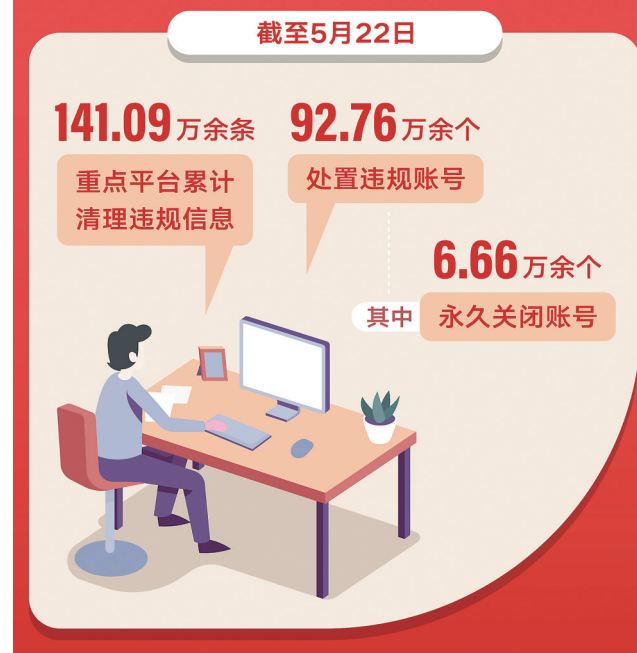 截至5月22日
141.09万余条
重点平台累计
清理违规信息
92.76万余个
处置违规账号
6.66万余个
其中 永久关闭账号